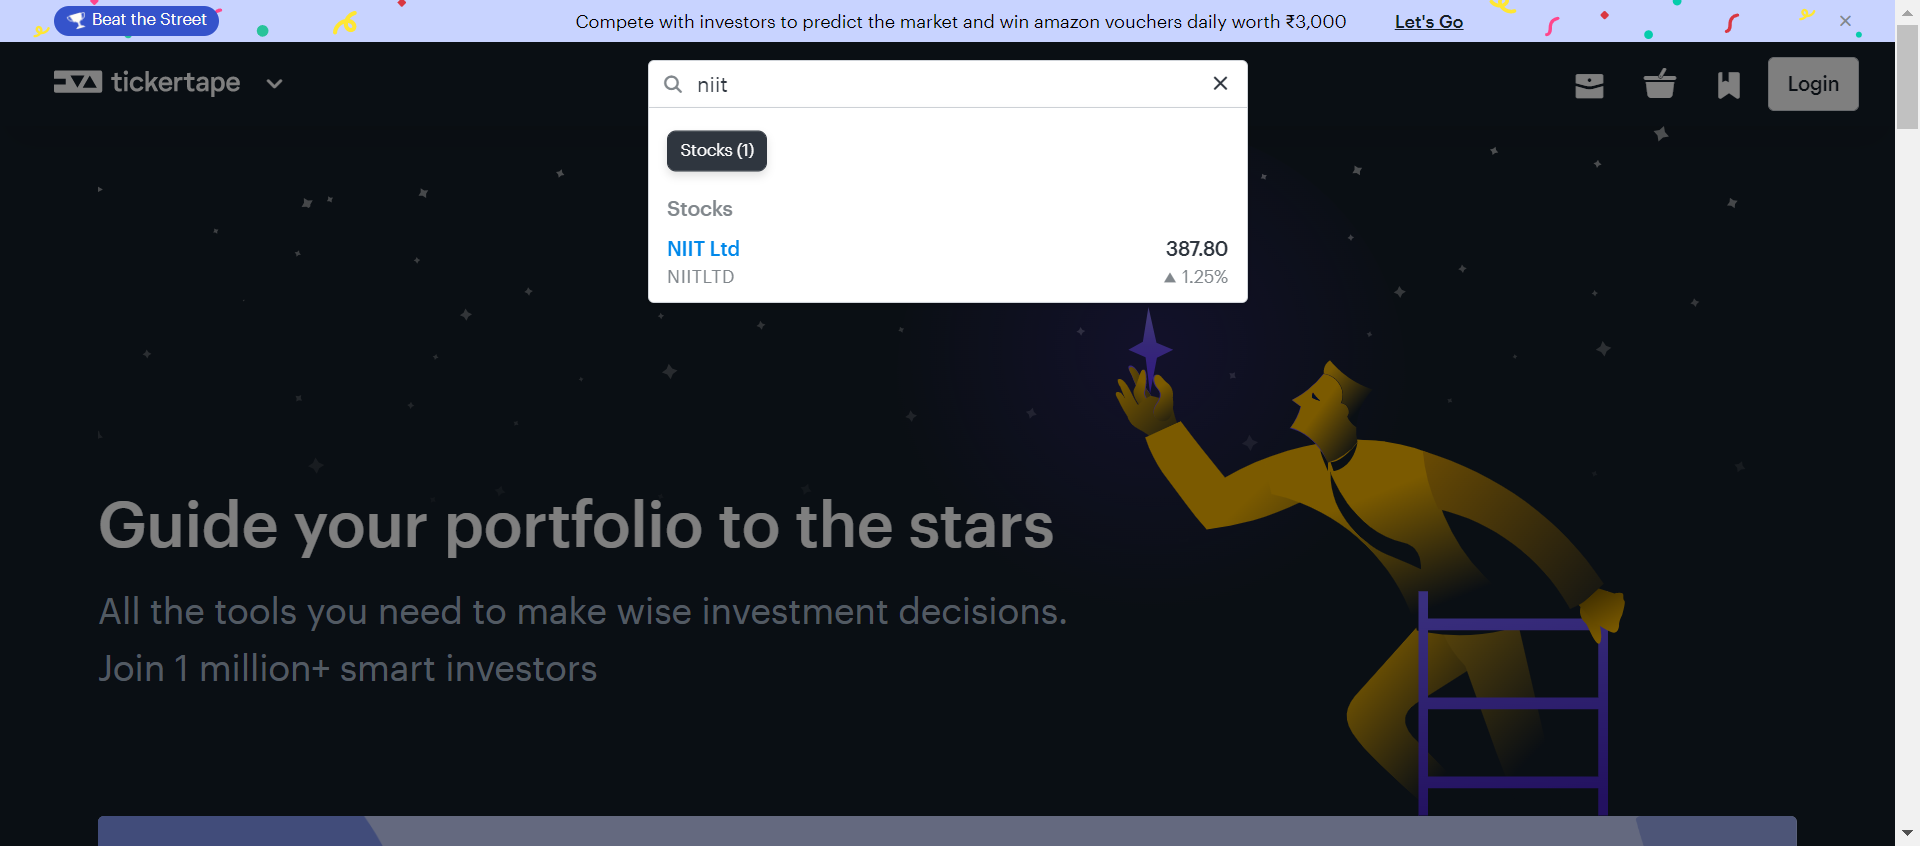 Beat the Street
Compete with investors to predict the market and win amazon vouchers daily worth ₹3,000
Let's Go
tickertape
niit
Login
Stocks (1)
Stocks
NIIT Ltd
387.80
NIITLTD
▲ 1.25%
Guide your portfolio to the stars
All the tools you need to make wise investment decisions.
Join 1 million+ smart investors